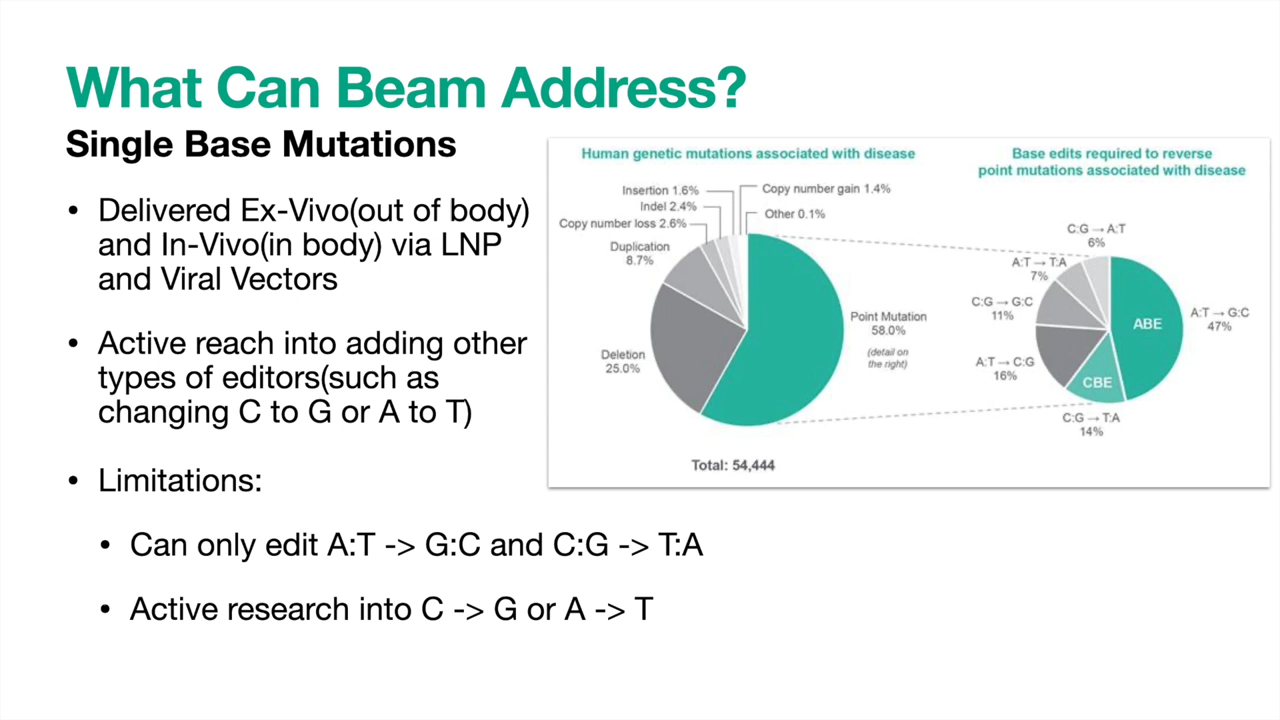 What Can Beam Address?
Single Base Mutations
• Delivered Ex-Vivo(out of body)
and In-Vivo(in body) via LNP
and Viral Vectors
• Active reach into adding other
types of editors(such as
changing C to G or A to T)
• Limitations:
• Can only edit A:T -> G:C and C:G -> T:A
• Active research into C -> G or A -> T
Human genetic mutations associated with disease
Insertion 1.6%
Indel 2.4%
Copy number loss 2.6%
Duplication
8.7%
Deletion
25.0%
Copy number gain 1.4%
Other 0.1%
Point Mutation
58.0%
(detail on
the right)
Total: 54,444
Base edits required to reverse
point mutations associated with disease
C:G → A:T
6%
A:T → T:A
7%
C:G → G:C
11%
A:T → C:G
16%
C:G → T:A
14%
A:T → G:C
47%
ABE
CBE